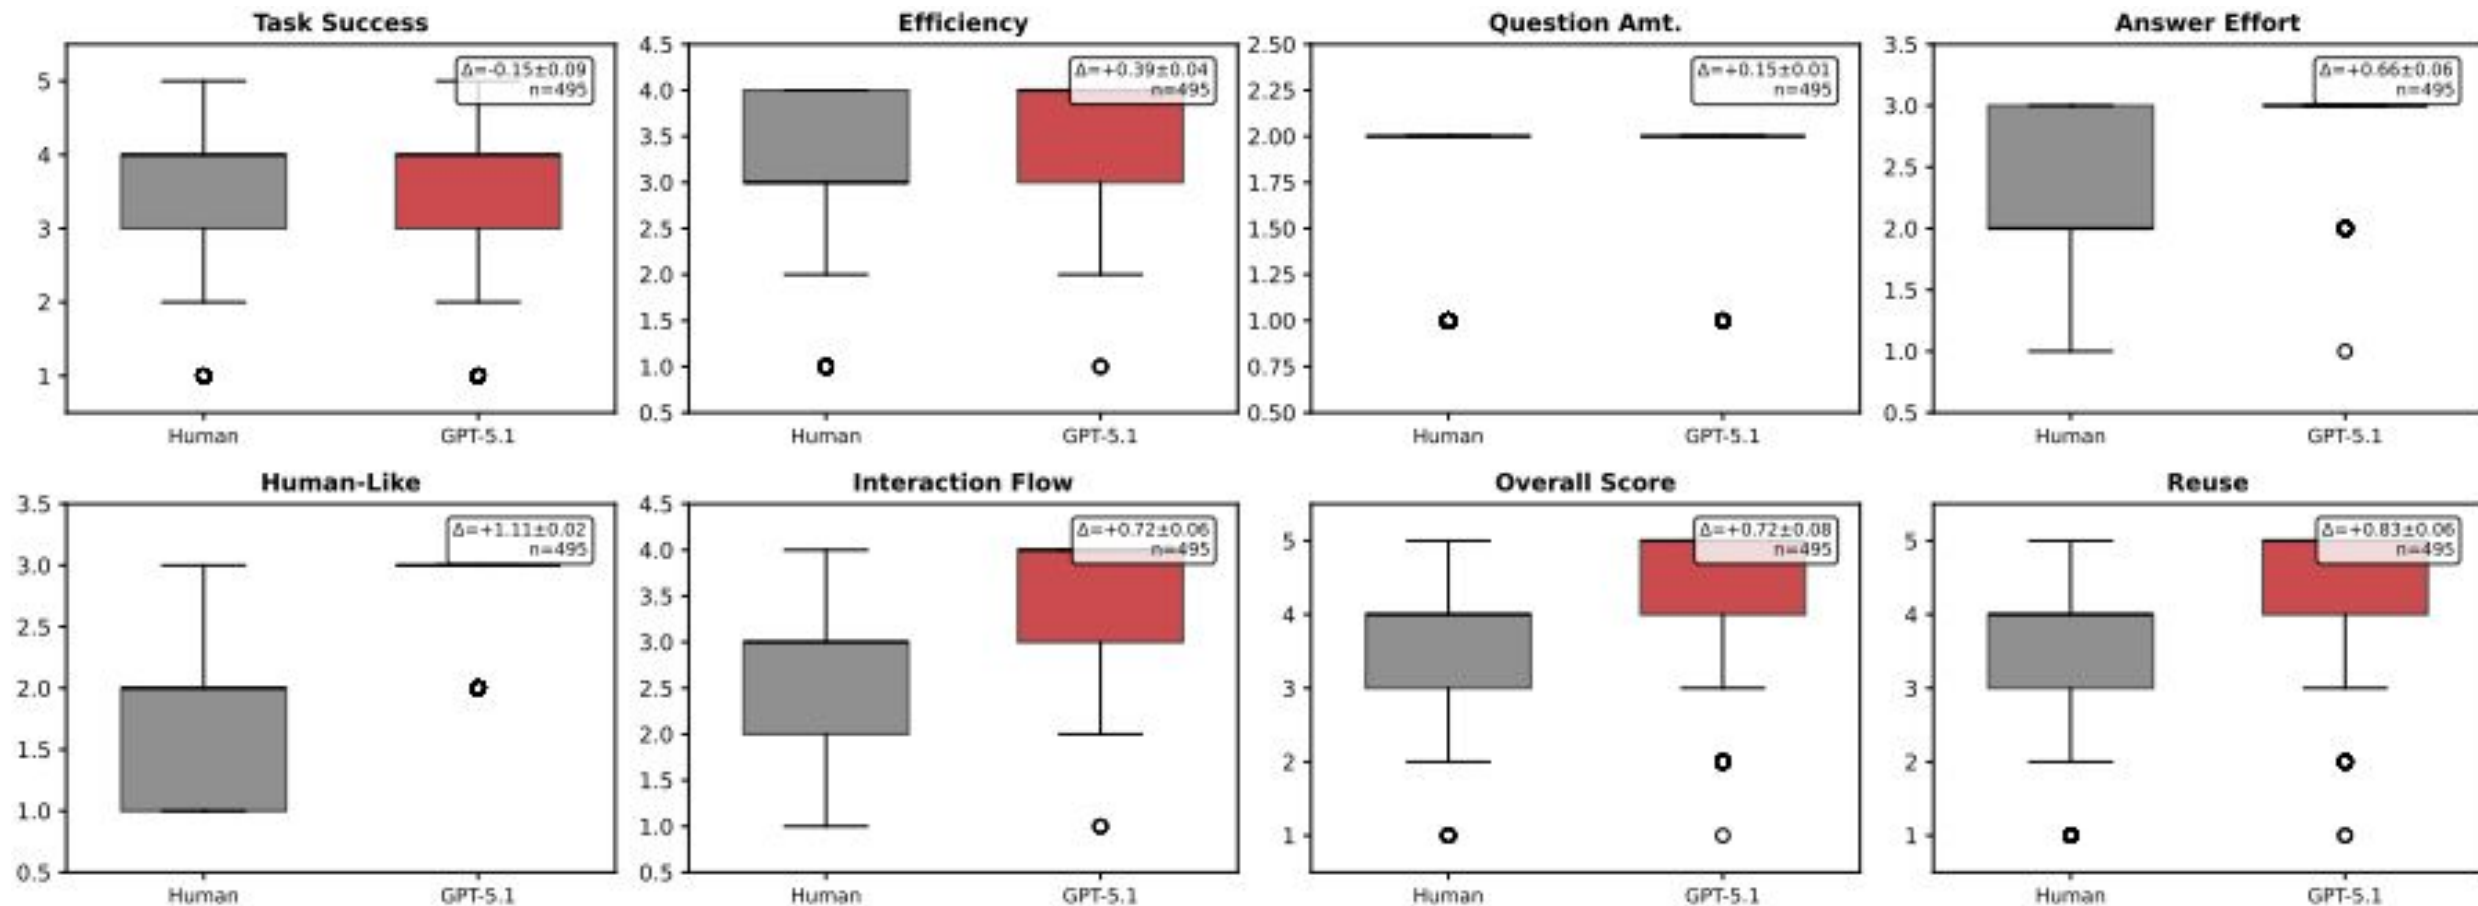 Task Success
5
4
3
2
1
Δ=-0.15±0.09
n=495
Human
GPT-5.1
Efficiency
4.5
4.0
3.5
3.0
2.5
2.0
1.5
1.0
0.5
Δ=+0.39±0.04
n=495
Human
GPT-5.1
Question Amt.
2.50
2.25
2.00
1.75
1.50
1.25
1.00
0.75
0.50
Δ=+0.15±0.01
n=495
Human
GPT-5.1
Answer Effort
3.5
3.0
2.5
2.0
1.5
1.0
0.5
Δ=+0.66±0.06
n=495
Human
GPT-5.1
Human-Like
3.5
3.0
2.5
2.0
1.5
1.0
0.5
Δ=+1.11±0.02
n=495
Human
GPT-5.1
Interaction Flow
4.5
4.0
3.5
3.0
2.5
2.0
1.5
1.0
0.5
Δ=+0.72±0.06
n=495
Human
GPT-5.1
Overall Score
5
4
3
2
1
Δ=+0.72±0.08
n=495
Human
GPT-5.1
Reuse
5
4
3
2
1
Δ=+0.83±0.06
n=495
Human
GPT-5.1